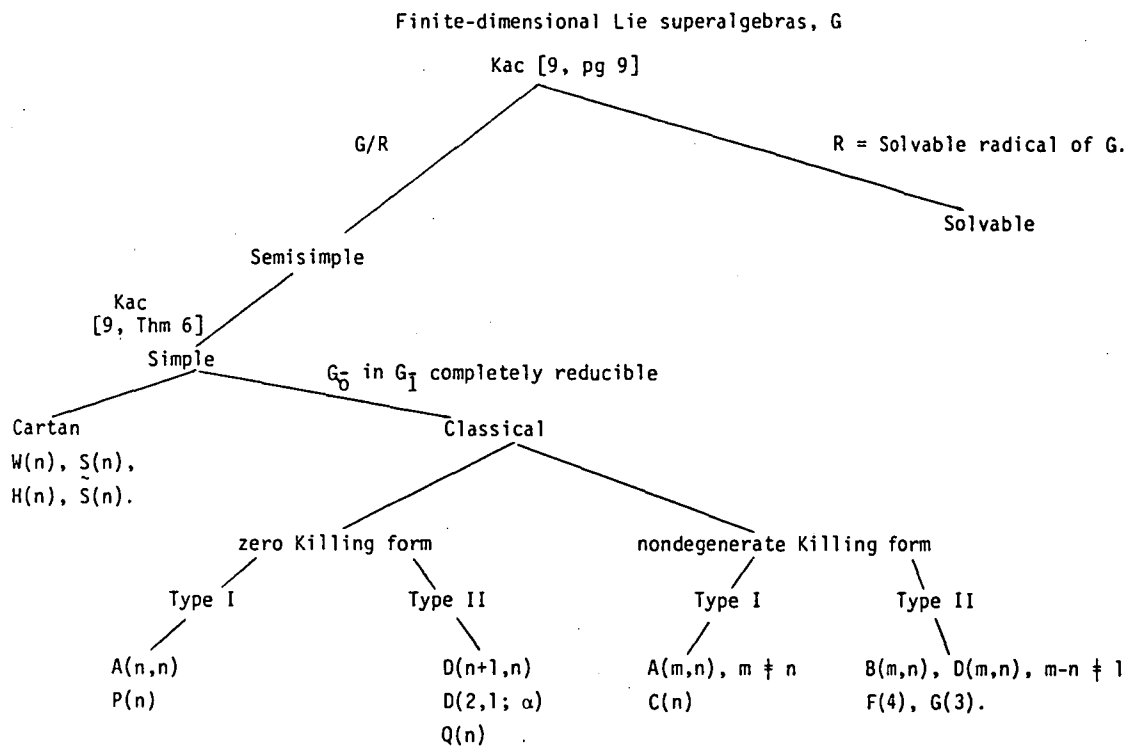 Finite-dimensional Lie superalgebras, G
Kac [9, pg 9]
G/R
R = Solvable radical of G.
Solvable
Semisimple
Kac
[9, Thm 6]
Simple
G_0̄ in G_1̄ completely reducible
Cartan
Classical
W(n), S(n),
H(n), S̃(n).
zero Killing form
nondegenerate Killing form
Type I
Type II
Type I
Type II
A(n,n)
D(n+1,n)
A(m,n), m ≠ n
B(m,n), D(m,n), m-n ≠ 1
P(n)
D(2,1; α)
C(n)
F(4), G(3).
Q(n)